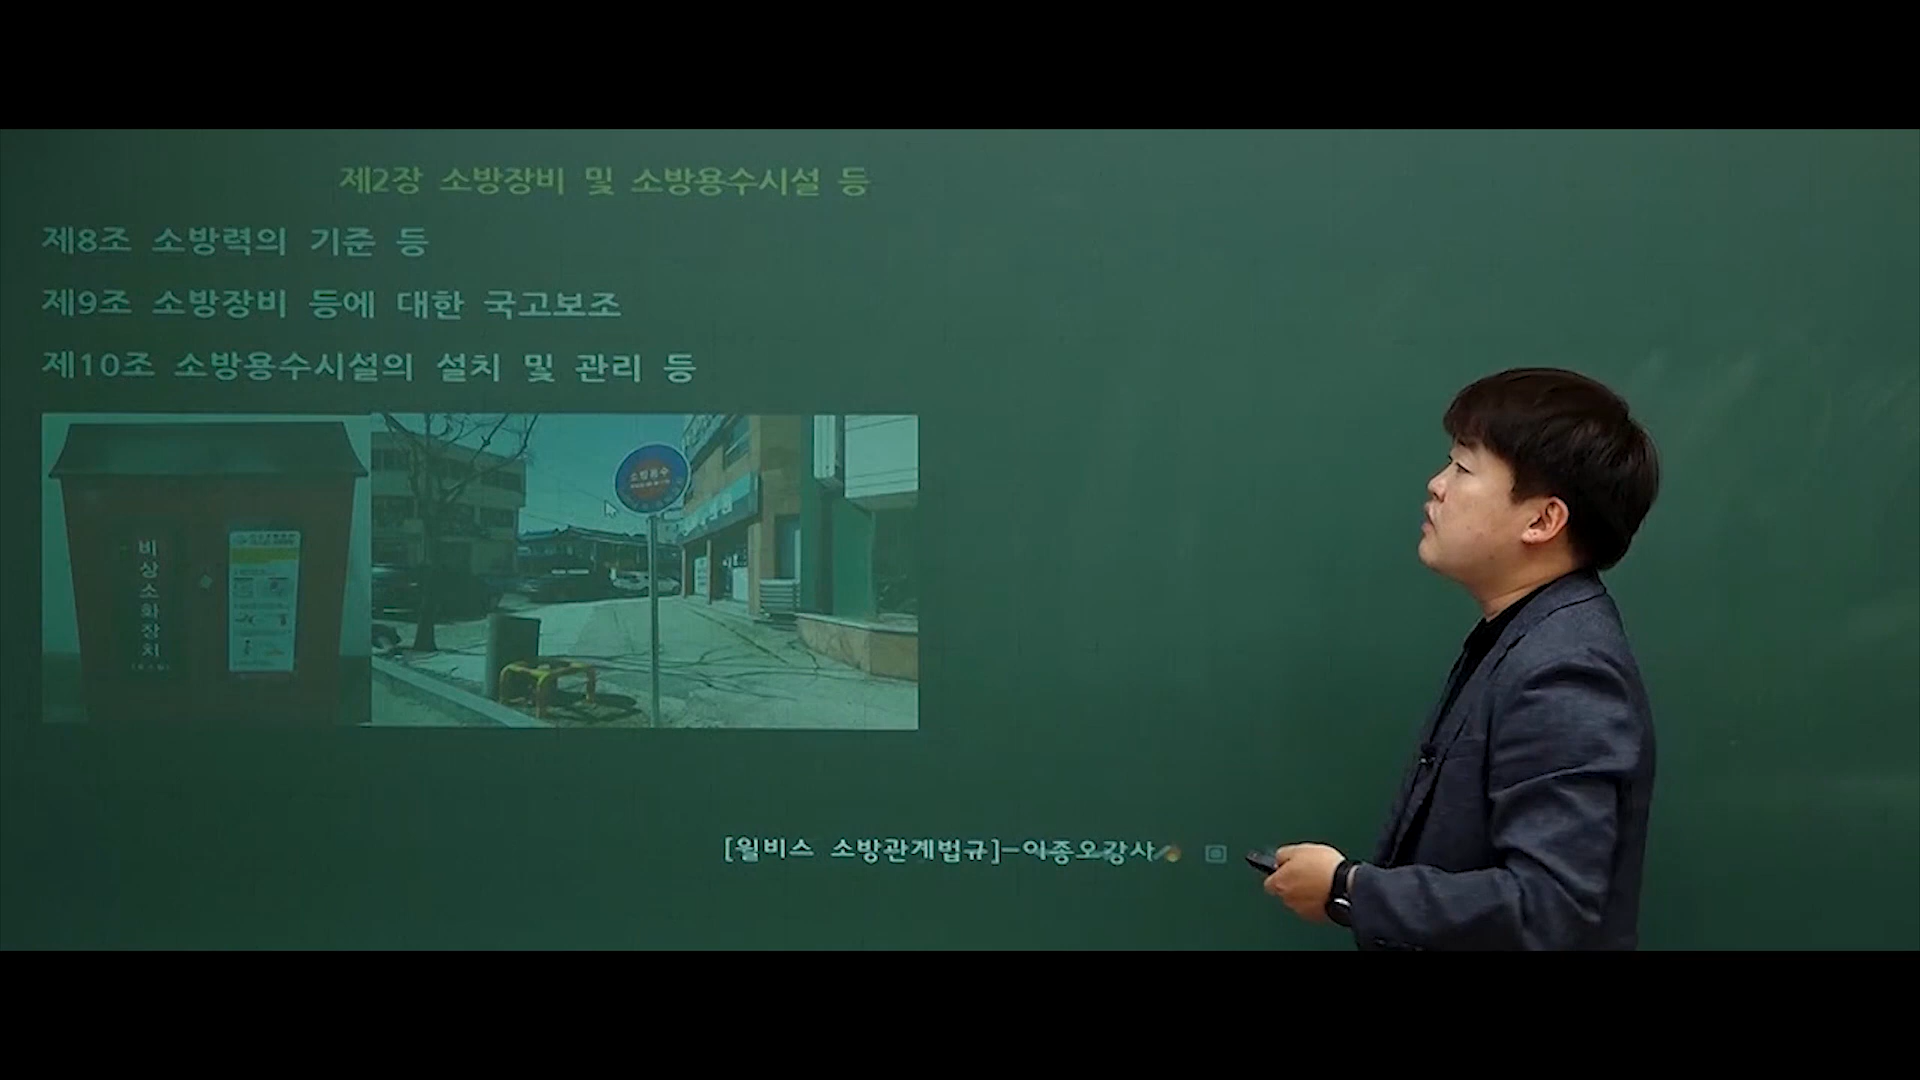 제2장 소방장비 및 소방용수시설 등
제8조 소방력의 기준 등
제9조 소방장비 등에 대한 국고보조
제10조 소방용수시설의 설치 및 관리 등
소방용수
비상소화장치
[윌비스 소방관계법규]-이종오강사